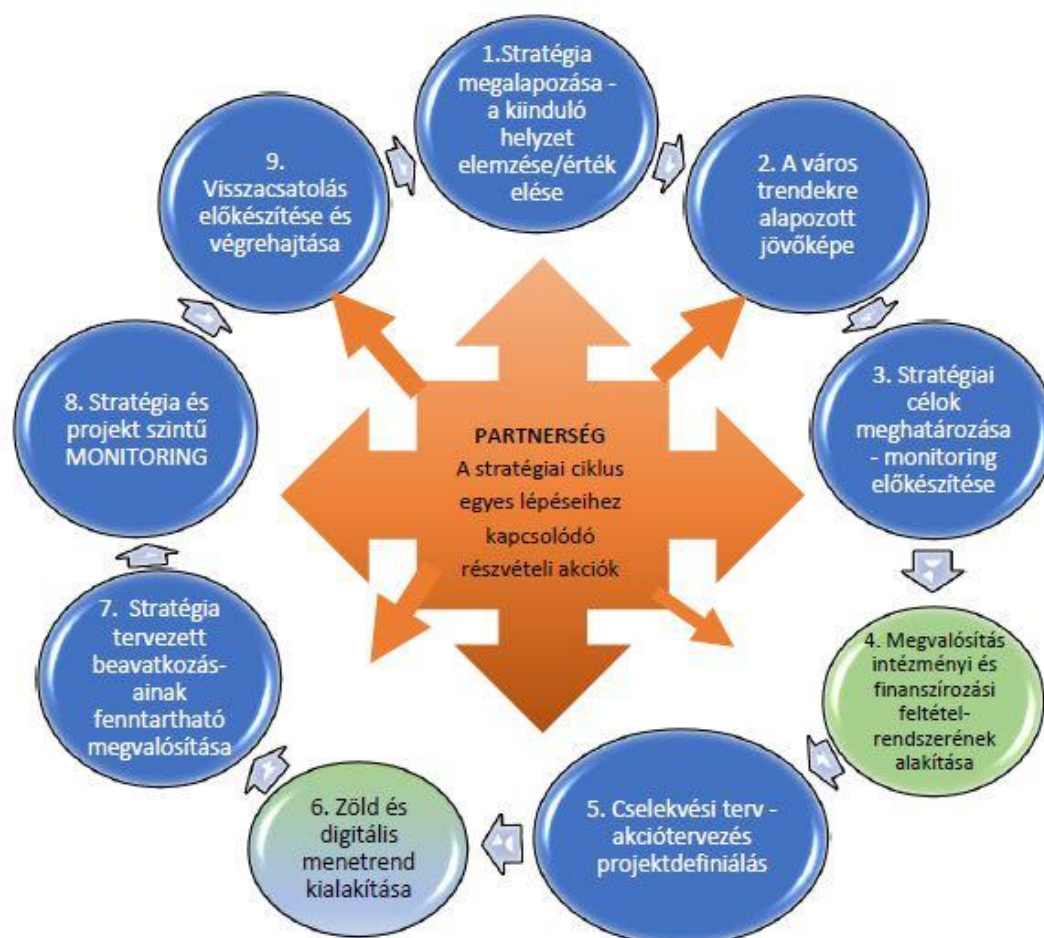 1.Stratégia
megalapozása -
a kiinduló
helyzet
elemzése/érték
elése
2. A város
trendekre
alapozott
jövőképe
3. Stratégiai
célok
meghatározása
- monitoring
előkészítése
4. Megvalósítás
intézményi és
finanszírozási
feltétel-
rendszerének
alakítása
5. Cselekvési terv -
akciótervezés
projektdefiniálás
6. Zöld és
digitális
menetrend
kialakítása
7. Stratégia
tervezett
beavatkozás-
ainak
fenntartható
megvalósítása
8. Stratégia és
projekt szintű
MONITORING
9.
Visszacsatolás
előkészítése és
végrehajtása
PARTNERSÉG
A stratégiai ciklus
egyes lépéseihez
kapcsolódó
részvételi akciók